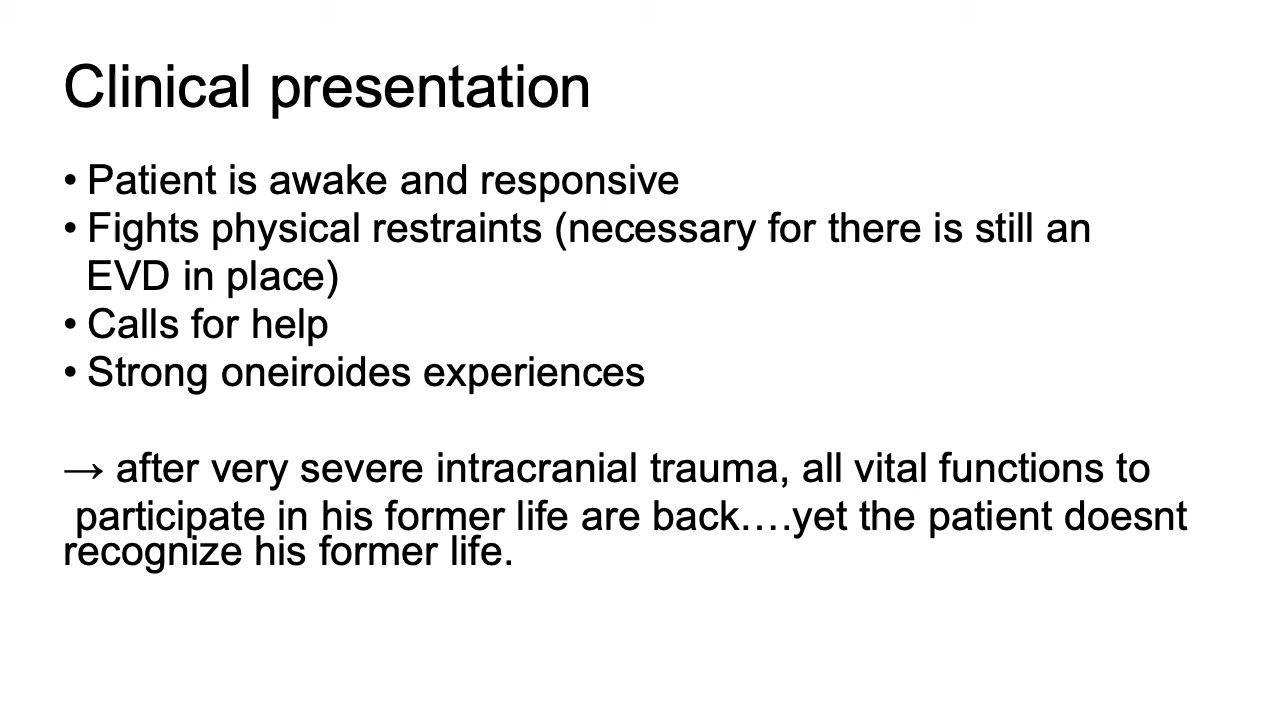 Clinical presentation
• Patient is awake and responsive
• Fights physical restraints (necessary for there is still an
EVD in place)
• Calls for help
• Strong oneiroides experiences
→ after very severe intracranial trauma, all vital functions to
participate in his former life are back….yet the patient doesnt
recognize his former life.